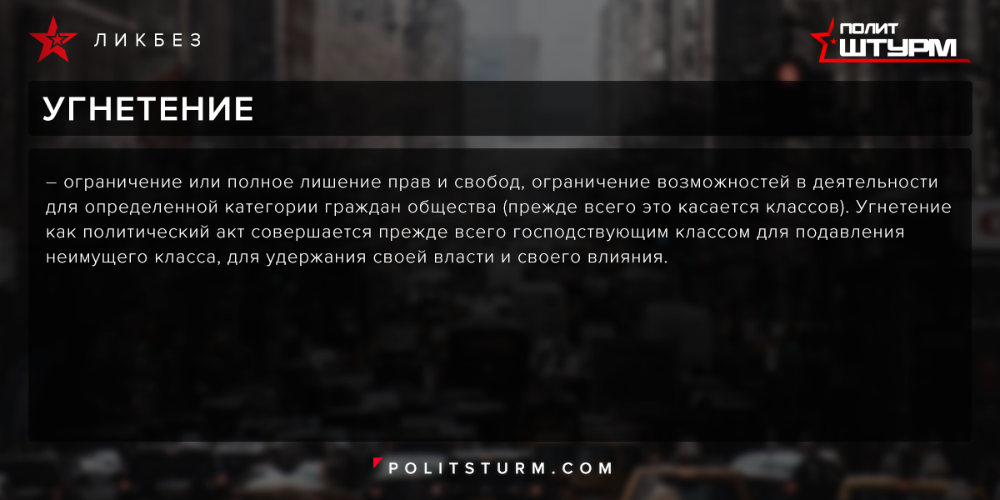 ЛИКБЕЗ
ПОЛИТ
ШТУРМ
УГНЕТЕНИЕ
– ограничение или полное лишение прав и свобод, ограничение возможностей в деятельности
для определенной категории граждан общества (прежде всего это касается классов). Угнетение
как политический акт совершается прежде всего господствующим классом для подавления
неимущего класса, для удержания своей власти и своего влияния.
POLITSTURM.COM